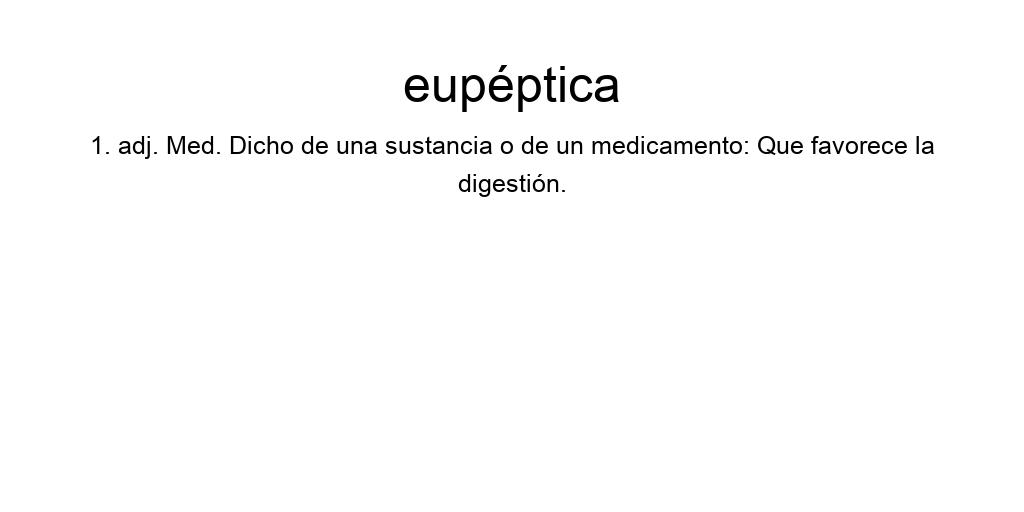 eupéptica
1. adj. Med. Dicho de una sustancia o de un medicamento: Que favorece la
digestión.